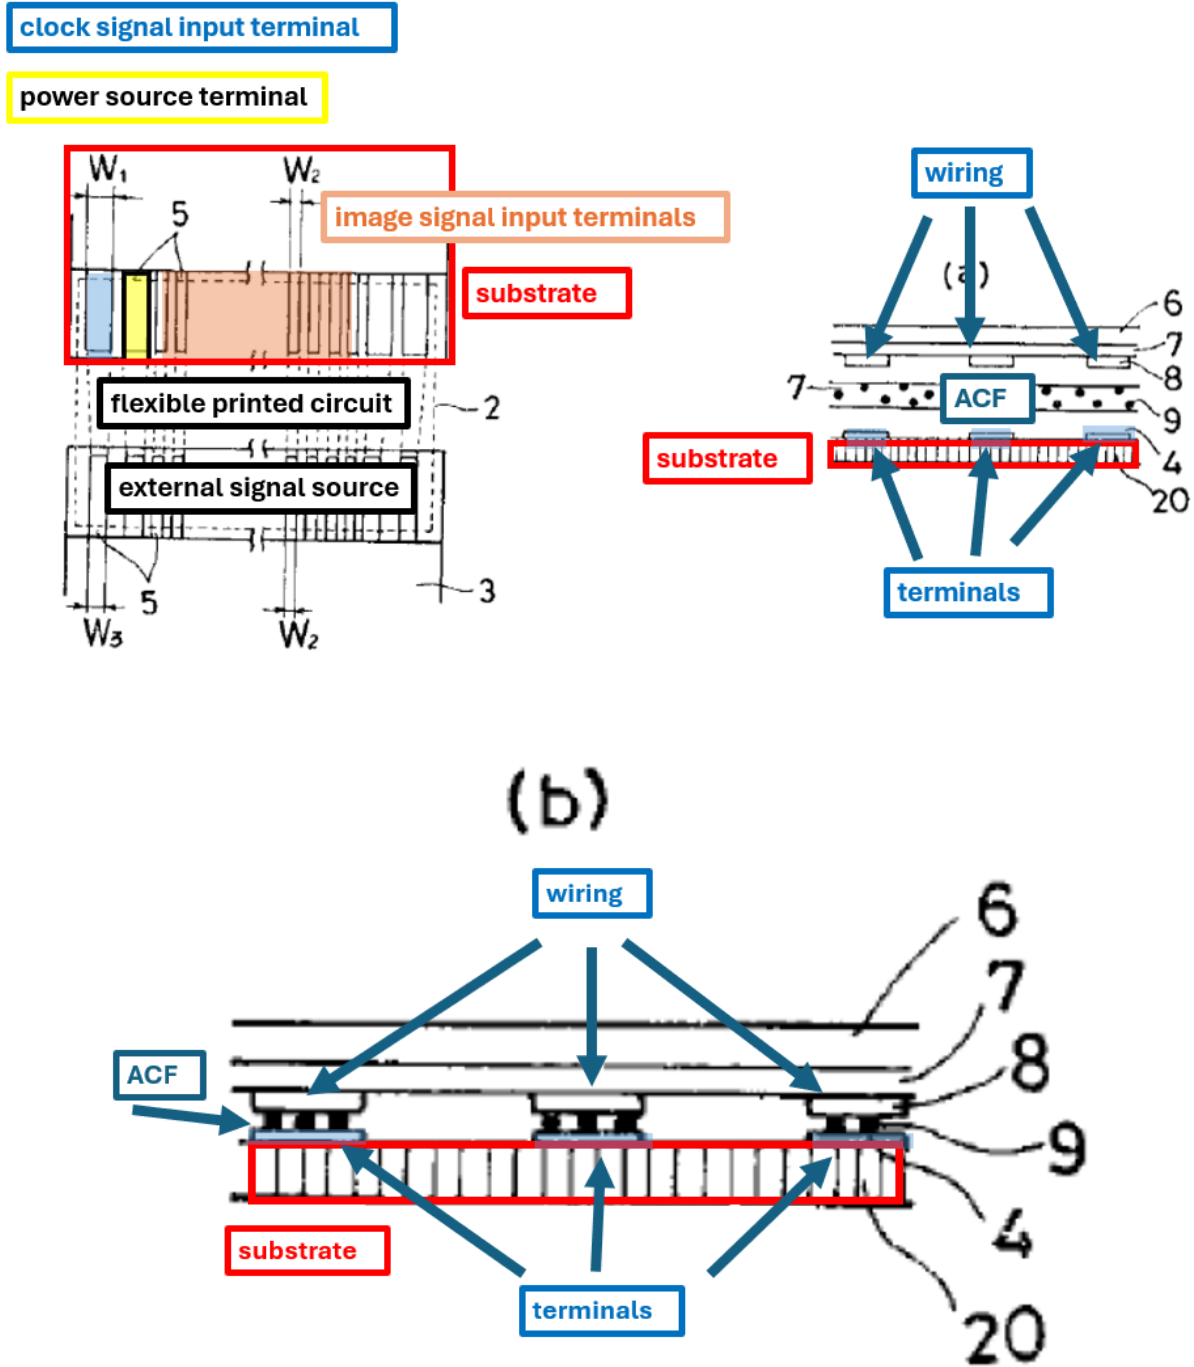 clock signal input terminal
power source terminal
W₁
W₂
5
image signal input terminals
substrate
flexible printed circuit
2
external signal source
5
3
W₃
W₂
wiring
(a)
6
7
8
7
ACF
9
substrate
4
20
terminals
(b)
wiring
6
7
ACF
8
9
4
substrate
terminals
20